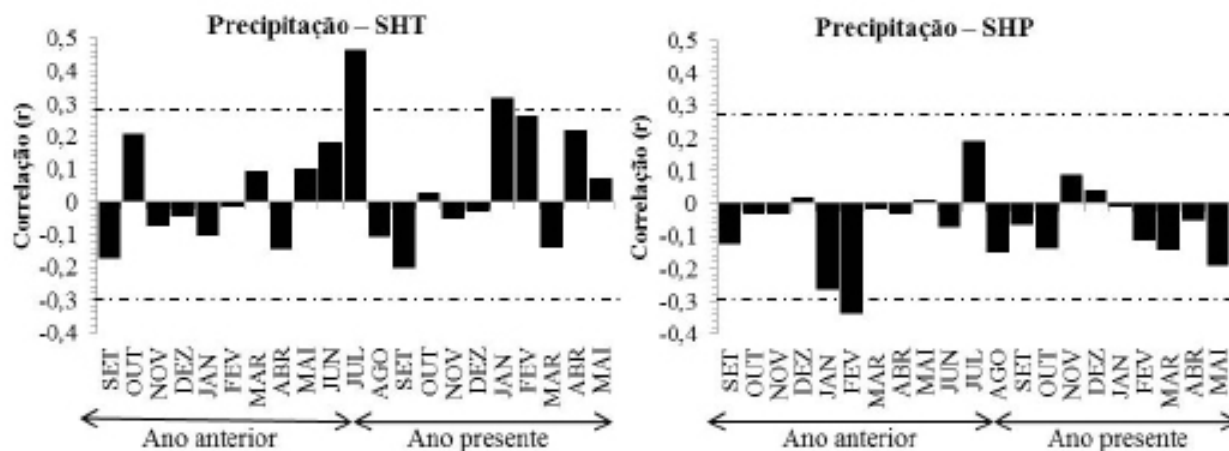 Precipitação – SHT
Correlação (r)
0,5
0,4
0,3
0,2
0,1
0
-0,1
-0,2
-0,3
-0,4
SET OUT NOV DEZ JAN FEV MAR ABR MAI JUN JUL AGO SET OUT NOV DEZ JAN FEV MAR ABR MAI
Ano anterior Ano presente
Precipitação – SHP
Correlação (r)
0,5
0,4
0,3
0,2
0,1
0
-0,1
-0,2
-0,3
-0,4
SET OUT NOV DEZ JAN FEV MAR ABR MAI JUN JUL AGO SET OUT NOV DEZ JAN FEV MAR ABR MAI
Ano anterior Ano presente